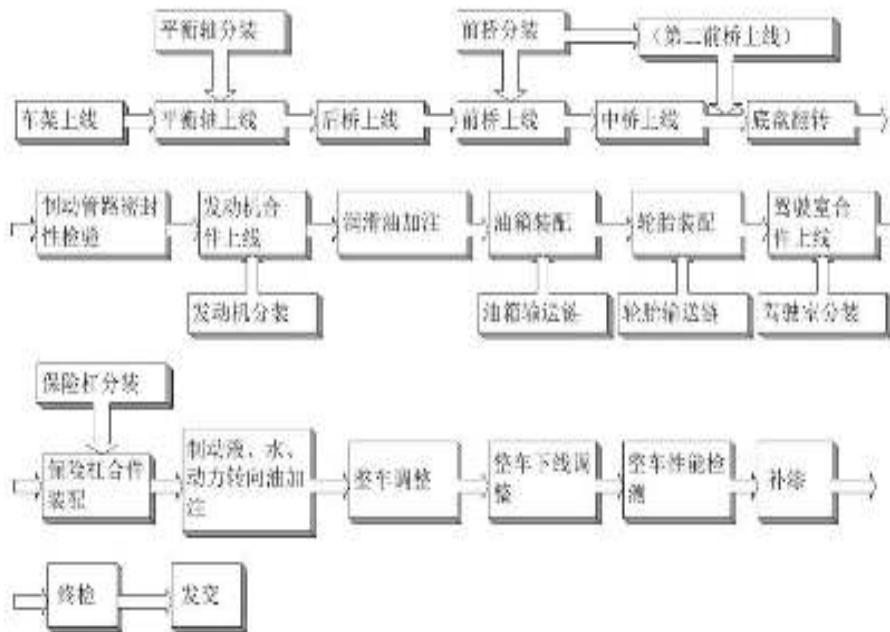 平衡轴分装
前桥分装
（第二前桥上线）
车架上线
平衡轴上线
后桥上线
前桥上线
中桥上线
底盘翻转
制动管路密封
性检验
发动机合
件上线
润滑油加注
油箱装配
轮胎装配
驾驶室合
件上线
发动机分装
油箱输送链
轮胎输送链
驾驶室分装
保险杠分装
保险杠合件
装配
制动液、水、
动力转向油加
注
整车调整
整车下线调
整
整车性能检
测
补漆
终检
发交